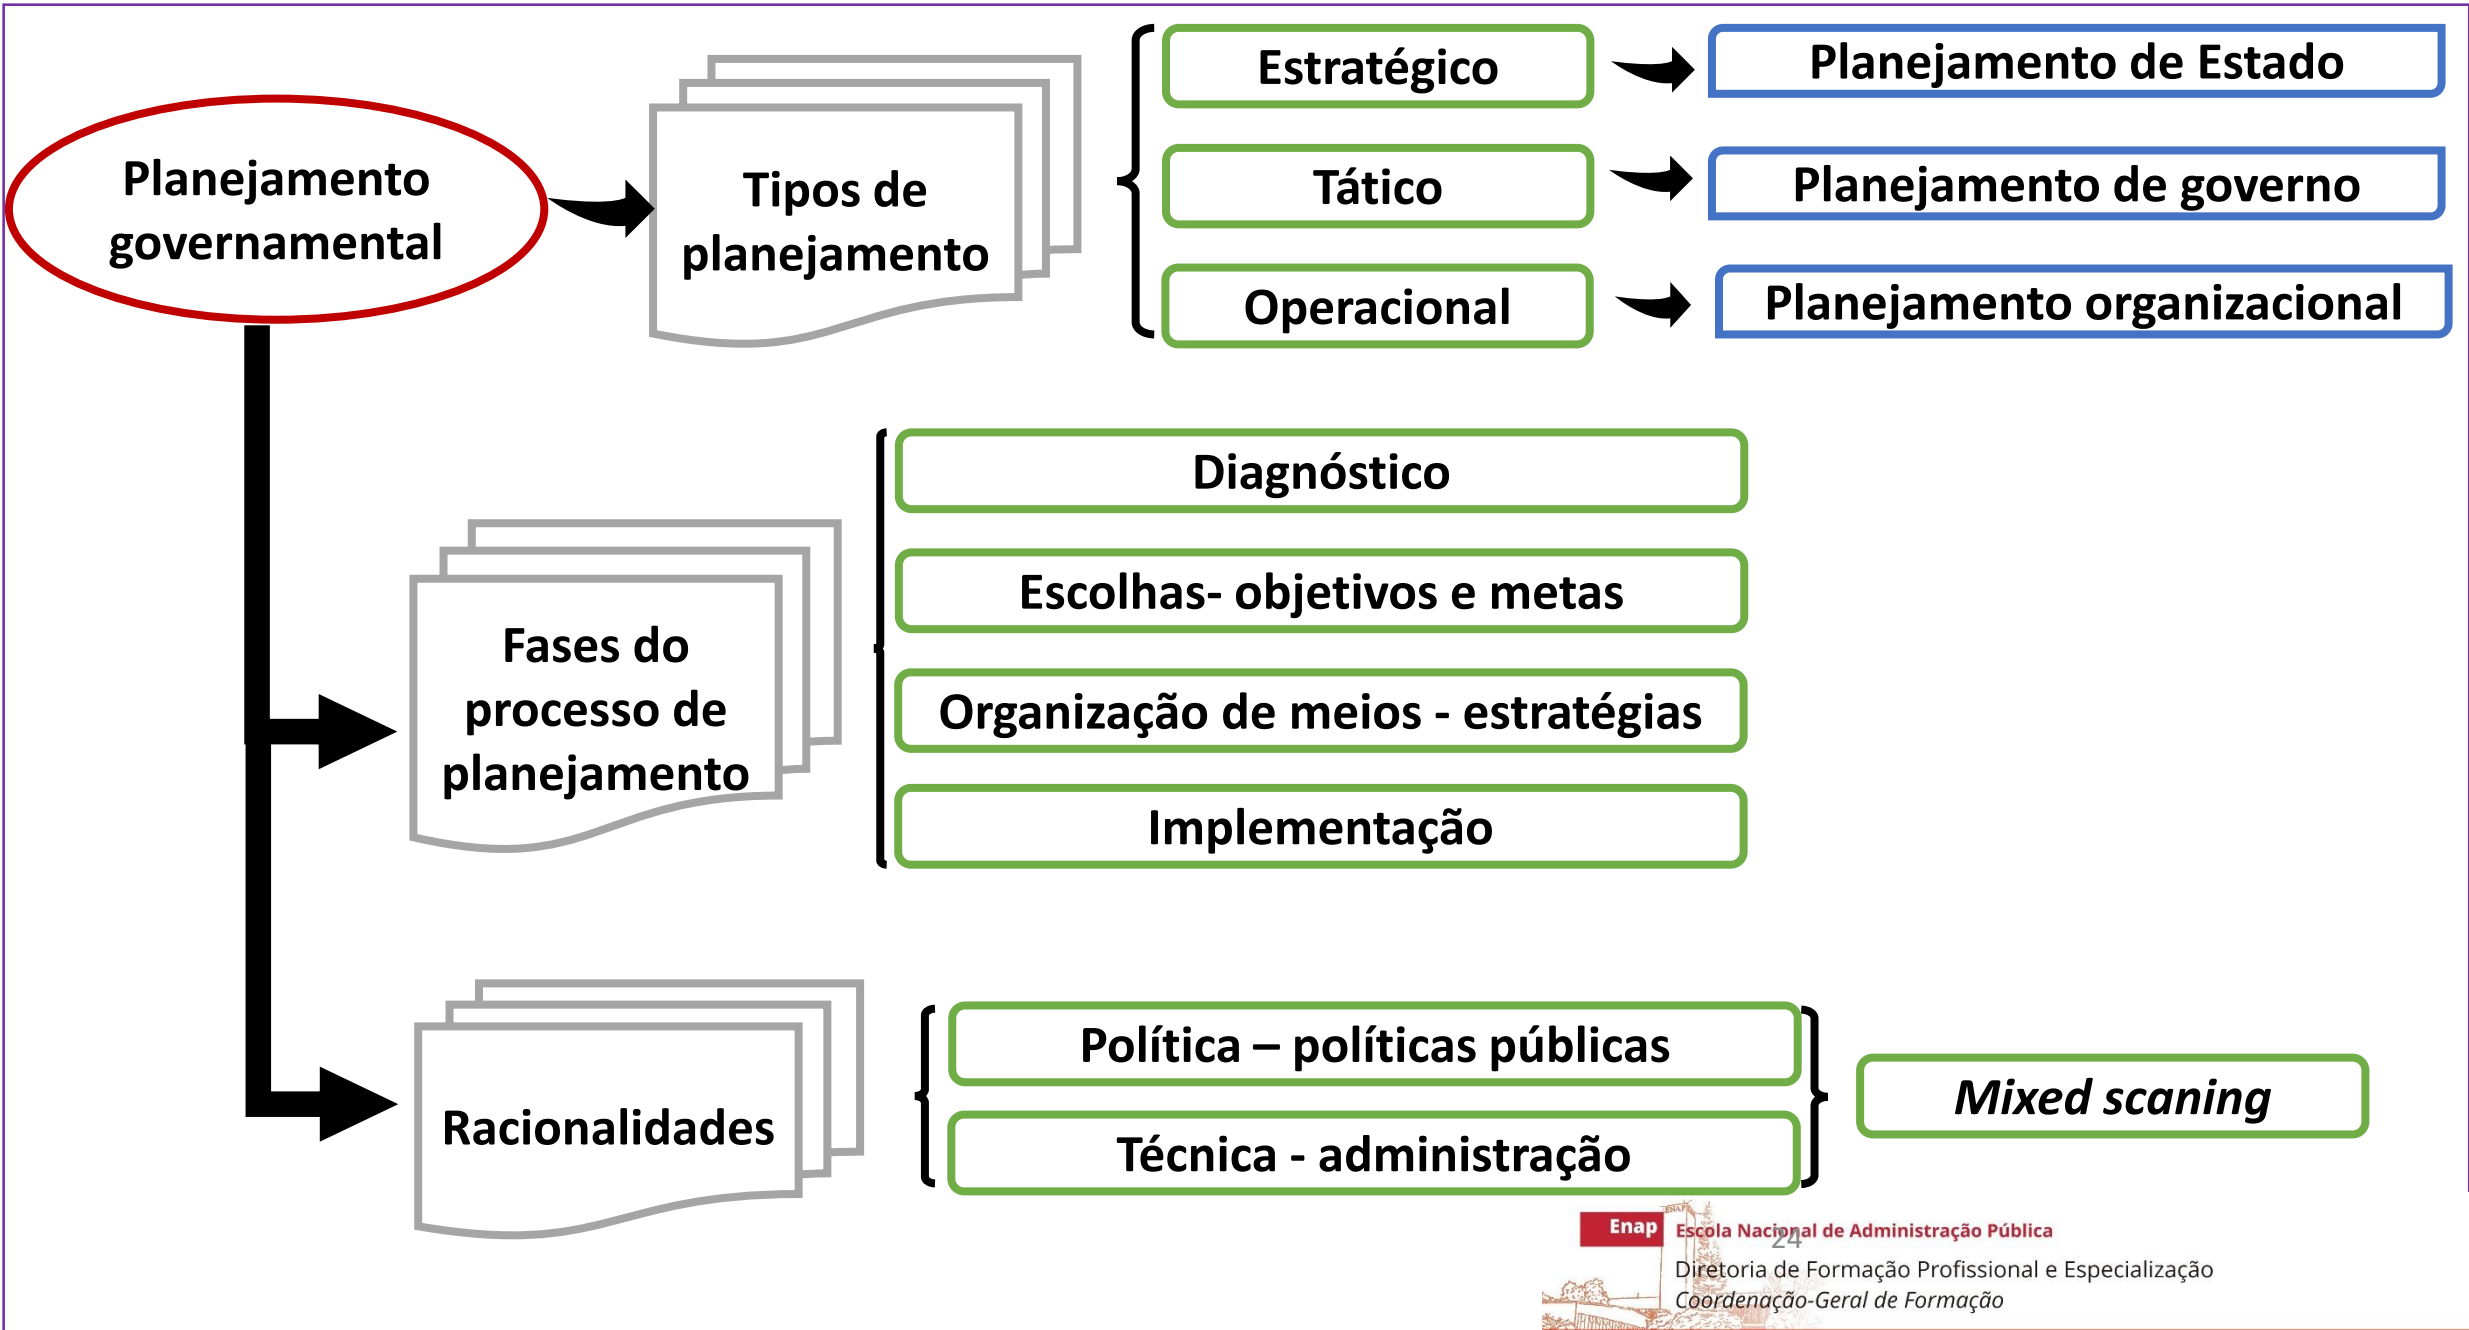 Planejamento
governamental
Tipos de
planejamento
Estratégico
Planejamento de Estado
Tático
Planejamento de governo
Operacional
Planejamento organizacional
Fases do
processo de
planejamento
Diagnóstico
Escolhas- objetivos e metas
Organização de meios - estratégias
Implementação
Racionalidades
Política – políticas públicas
Técnica - administração
Mixed scaning
ENAP
Enap
Escola Nacional de Administração Pública
24
Diretoria de Formação Profissional e Especialização
Coordenação-Geral de Formação